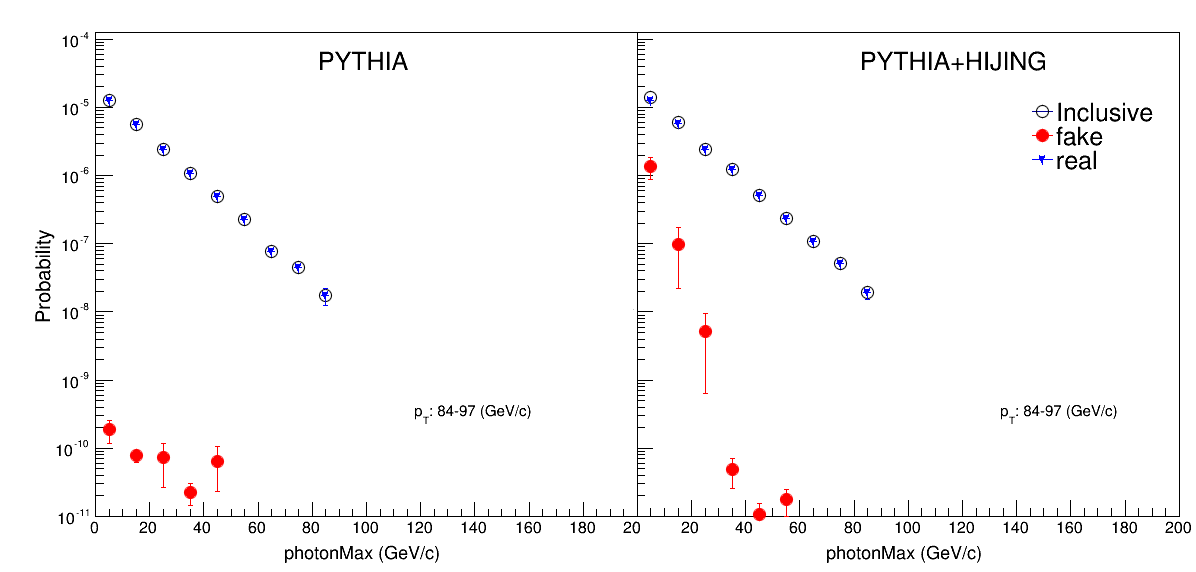 PYTHIA
PYTHIA+HIJING
Inclusive
fake
real
Probability
10⁻⁴
10⁻⁵
10⁻⁶
10⁻⁷
10⁻⁸
10⁻⁹
10⁻¹⁰
10⁻¹¹
p_T: 84-97 (GeV/c)
p_T: 84-97 (GeV/c)
0 20 40 60 80 100 120 140 160 180 20
20 40 60 80 100 120 140 160 180 200
photonMax (GeV/c)
photonMax (GeV/c)